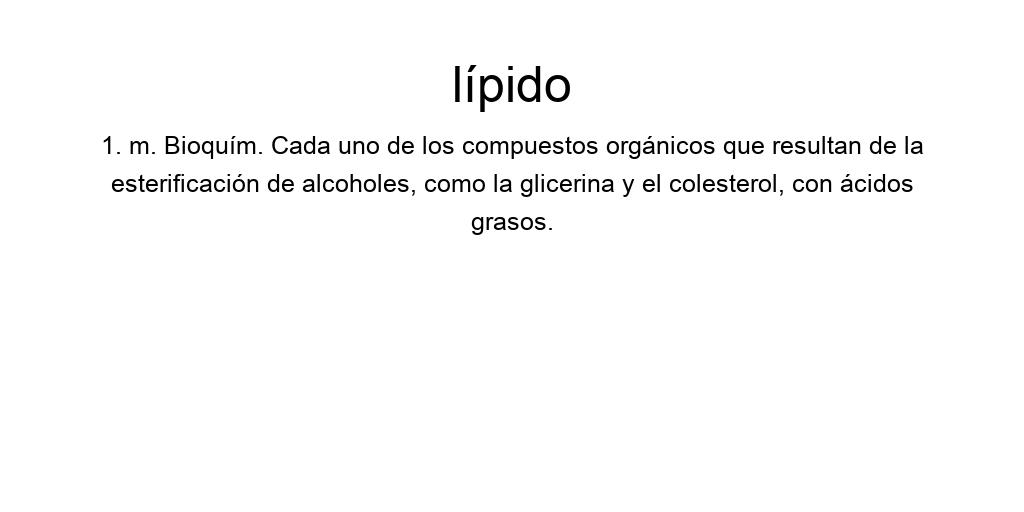 lípido
1. m. Bioquím. Cada uno de los compuestos orgánicos que resultan de la
esterificación de alcoholes, como la glicerina y el colesterol, con ácidos
grasos.